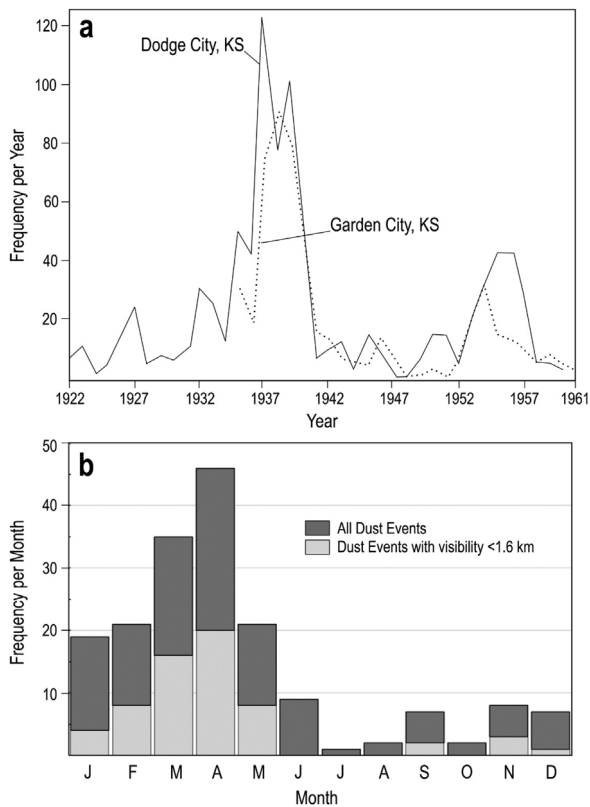 a
120
100
80
60
40
20
Frequency per Year
Dodge City, KS
Garden City, KS
1922 1927 1932 1937 1942 1947 1952 1957 1961
Year
b
50
40
30
20
10
Frequency per Month
All Dust Events
Dust Events with visibility <1.6 km
J F M A M J J A S O N D
Month